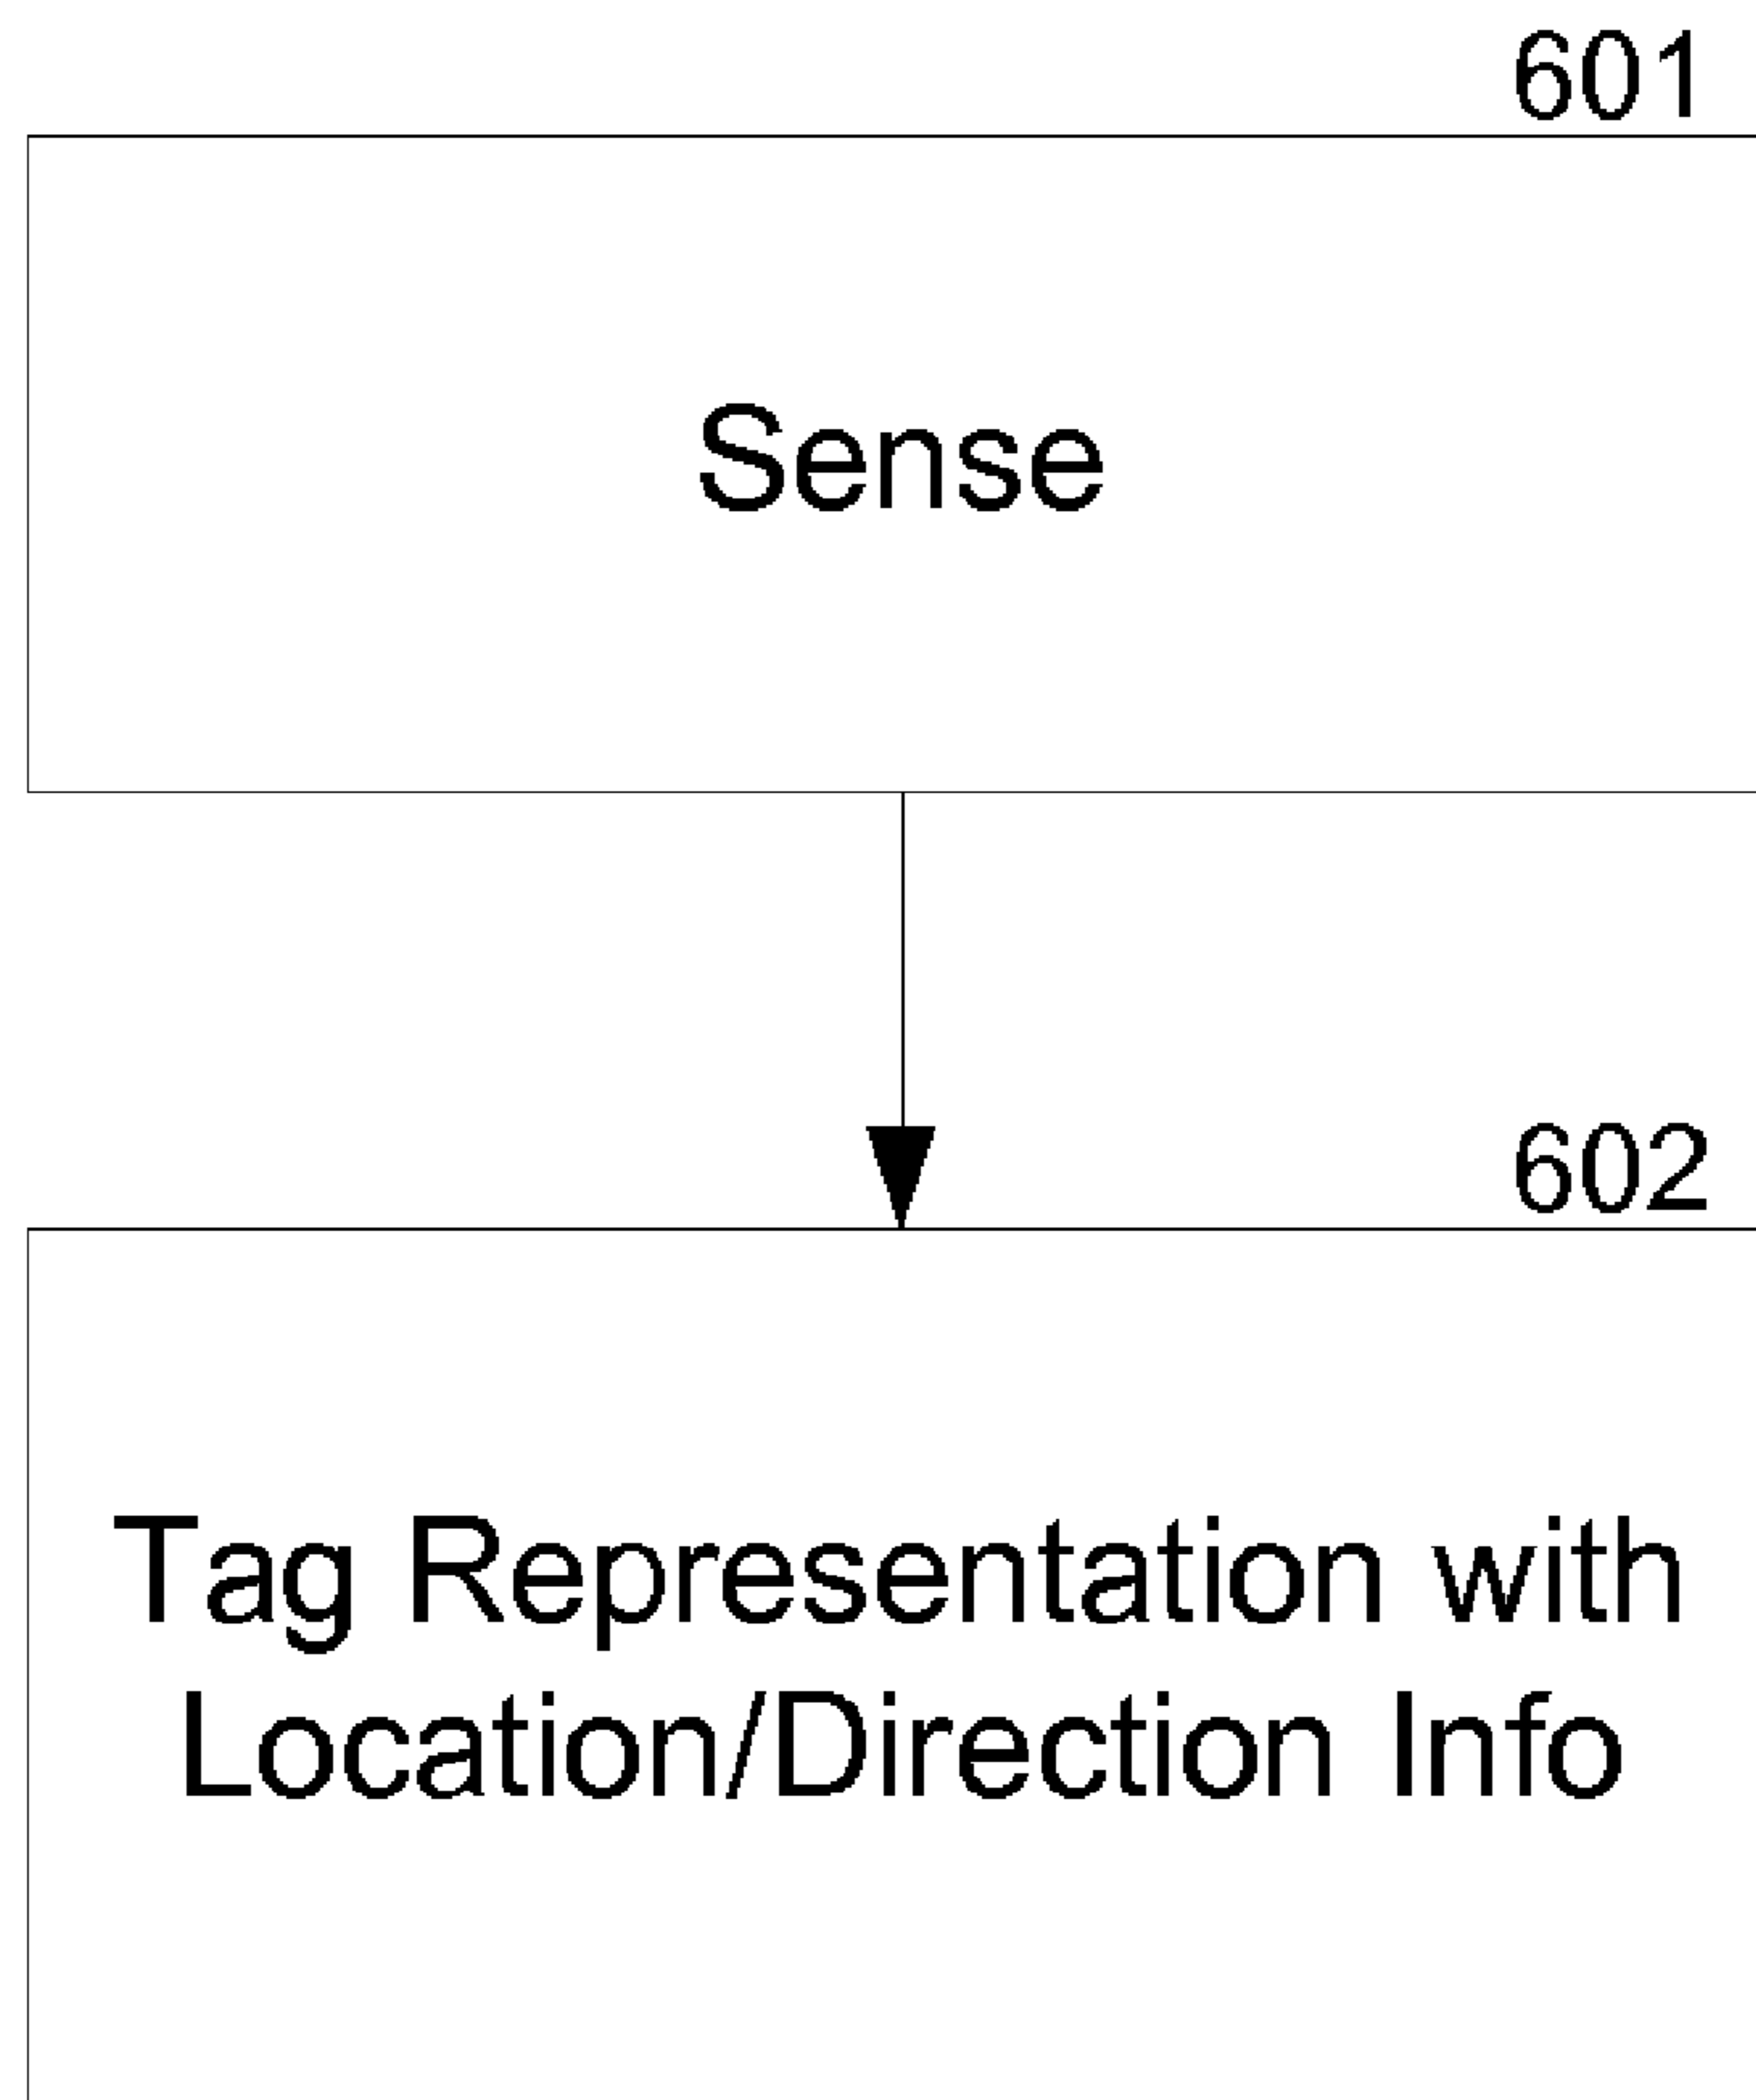 601
Sense
602
Tag Representation with
Location/Direction Info